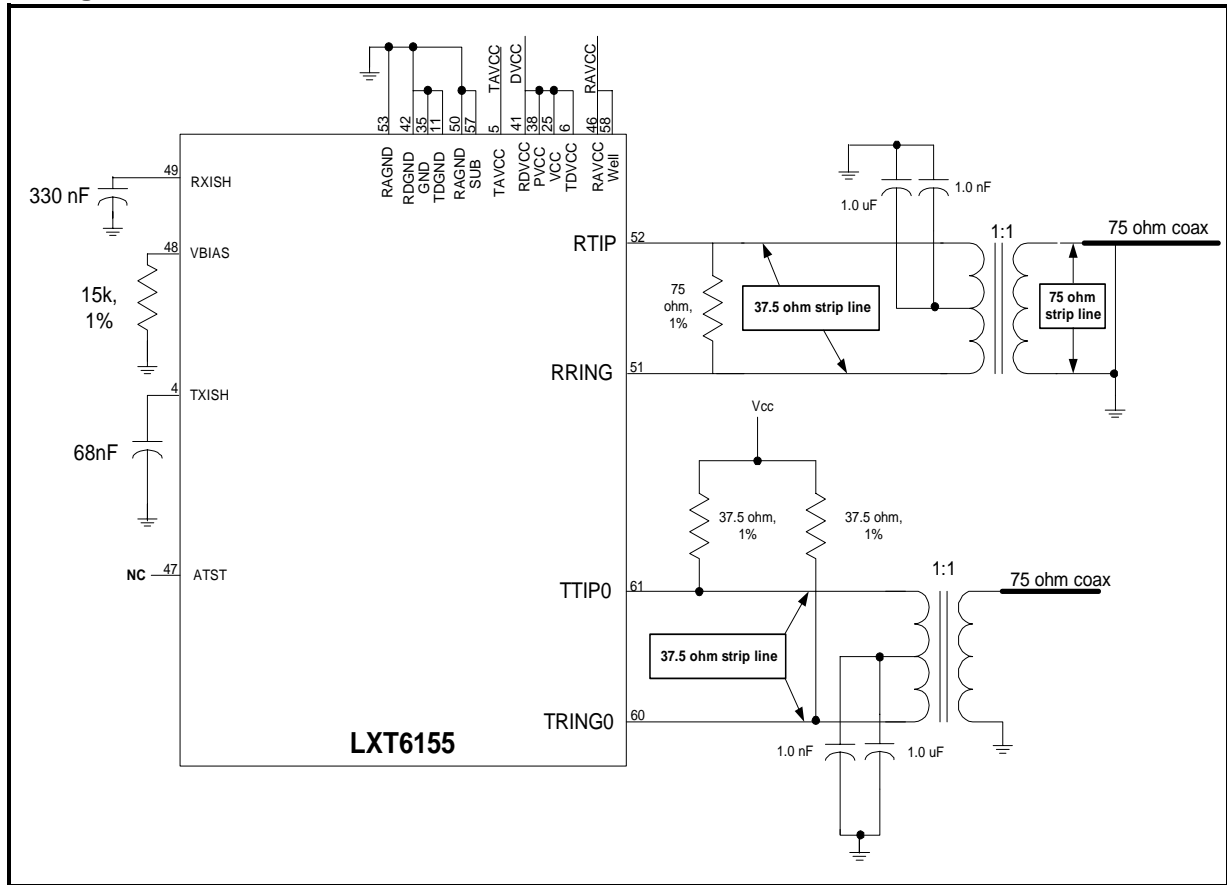 TAVCC
DVCC
RAVCC
53
42
35
11
50
57
5
41
38
25
6
46
58
RAGND
RDGND
GND
TDGND
RAGND
SUB
TAVCC
RDVCC
PVCC
VCC
TDVCC
RAVCC
Well
49
RXISH
330 nF
48
VBIAS
15k,
1%
4
TXISH
68nF
NC
47
ATST
LXT6155
RTIP
52
RRING
51
75
ohm,
1%
37.5 ohm strip line
1.0 uF
1.0 nF
1:1
75 ohm coax
75 ohm
strip line
Vcc
37.5 ohm,
1%
37.5 ohm,
1%
TTIP0
61
1:1
75 ohm coax
37.5 ohm strip line
TRING0
60
1.0 nF
1.0 uF